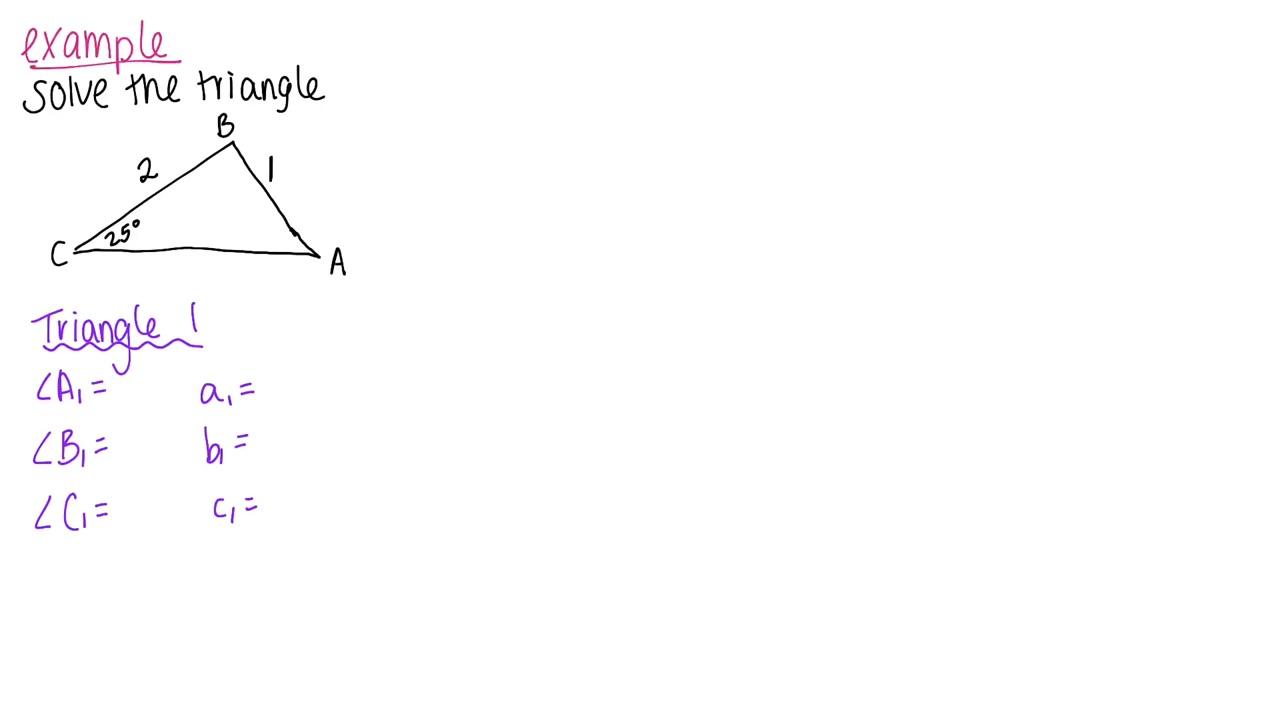 example
solve the triangle
B
2
1
25°
C
A
Triangle 1
∠A₁=
a₁=
∠B₁=
b₁=
∠C₁=
c₁=